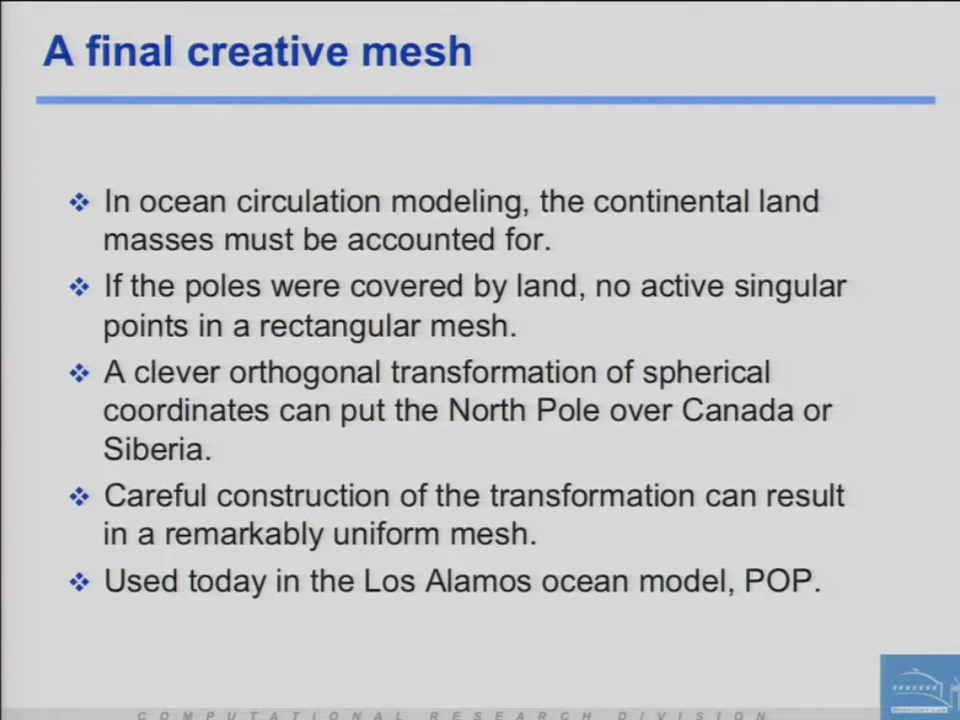 A final creative mesh
In ocean circulation modeling, the continental land
masses must be accounted for.
If the poles were covered by land, no active singular
points in a rectangular mesh.
A clever orthogonal transformation of spherical
coordinates can put the North Pole over Canada or
Siberia.
Careful construction of the transformation can result
in a remarkably uniform mesh.
Used today in the Los Alamos ocean model, POP.
COMPUTATIONAL RESEARCH DIVISION